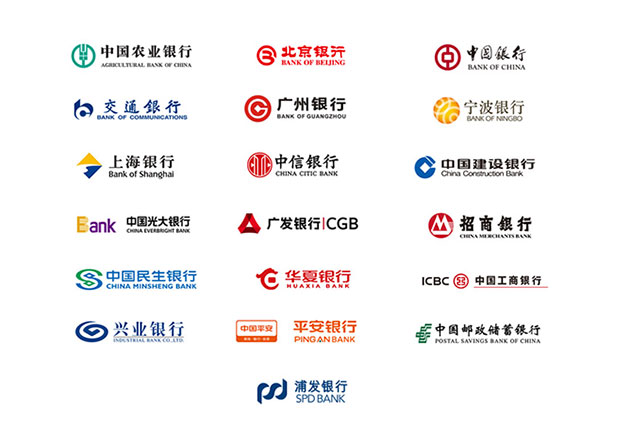 中国农业银行
AGRICULTURAL BANK OF CHINA
北京银行
BANK OF BEIJING
中国银行
BANK OF CHINA
交通銀行
BANK OF COMMUNICATIONS
广州银行
BANK OF GUANGZHOU
宁波银行
BANK OF NINGBO
上海银行
Bank of Shanghai
中信银行
CHINA CITIC BANK
中国建设银行
China Construction Bank
Bank
中国光大银行
CHINA EVERBRIGHT BANK
广发银行|CGB
招商银行
CHINA MERCHANTS BANK
中国民生银行
CHINA MINSHENG BANK
华夏银行
HUAXIA BANK
ICBC
中国工商银行
兴业银行
INDUSTRIAL BANK CO.,LTD.
中国平安
平安银行
PING AN BANK
中国邮政储蓄银行
POSTAL SAVINGS BANK OF CHINA
浦发银行
SPD BANK